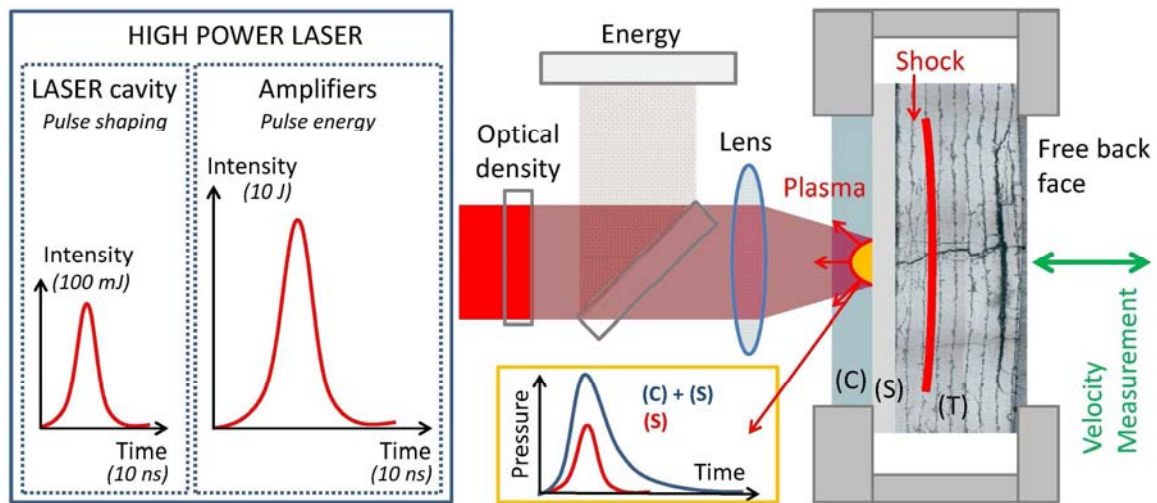 HIGH POWER LASER
LASER cavity
Pulse shaping
Intensity
(100 mJ)
Time
(10 ns)
Amplifiers
Pulse energy
Intensity
(10 J)
Time
(10 ns)
Energy
Optical
density
Lens
Plasma
Shock
Free back
face
(C)
(S)
(T)
Velocity
Measurement
Pressure
(C) + (S)
(S)
Time